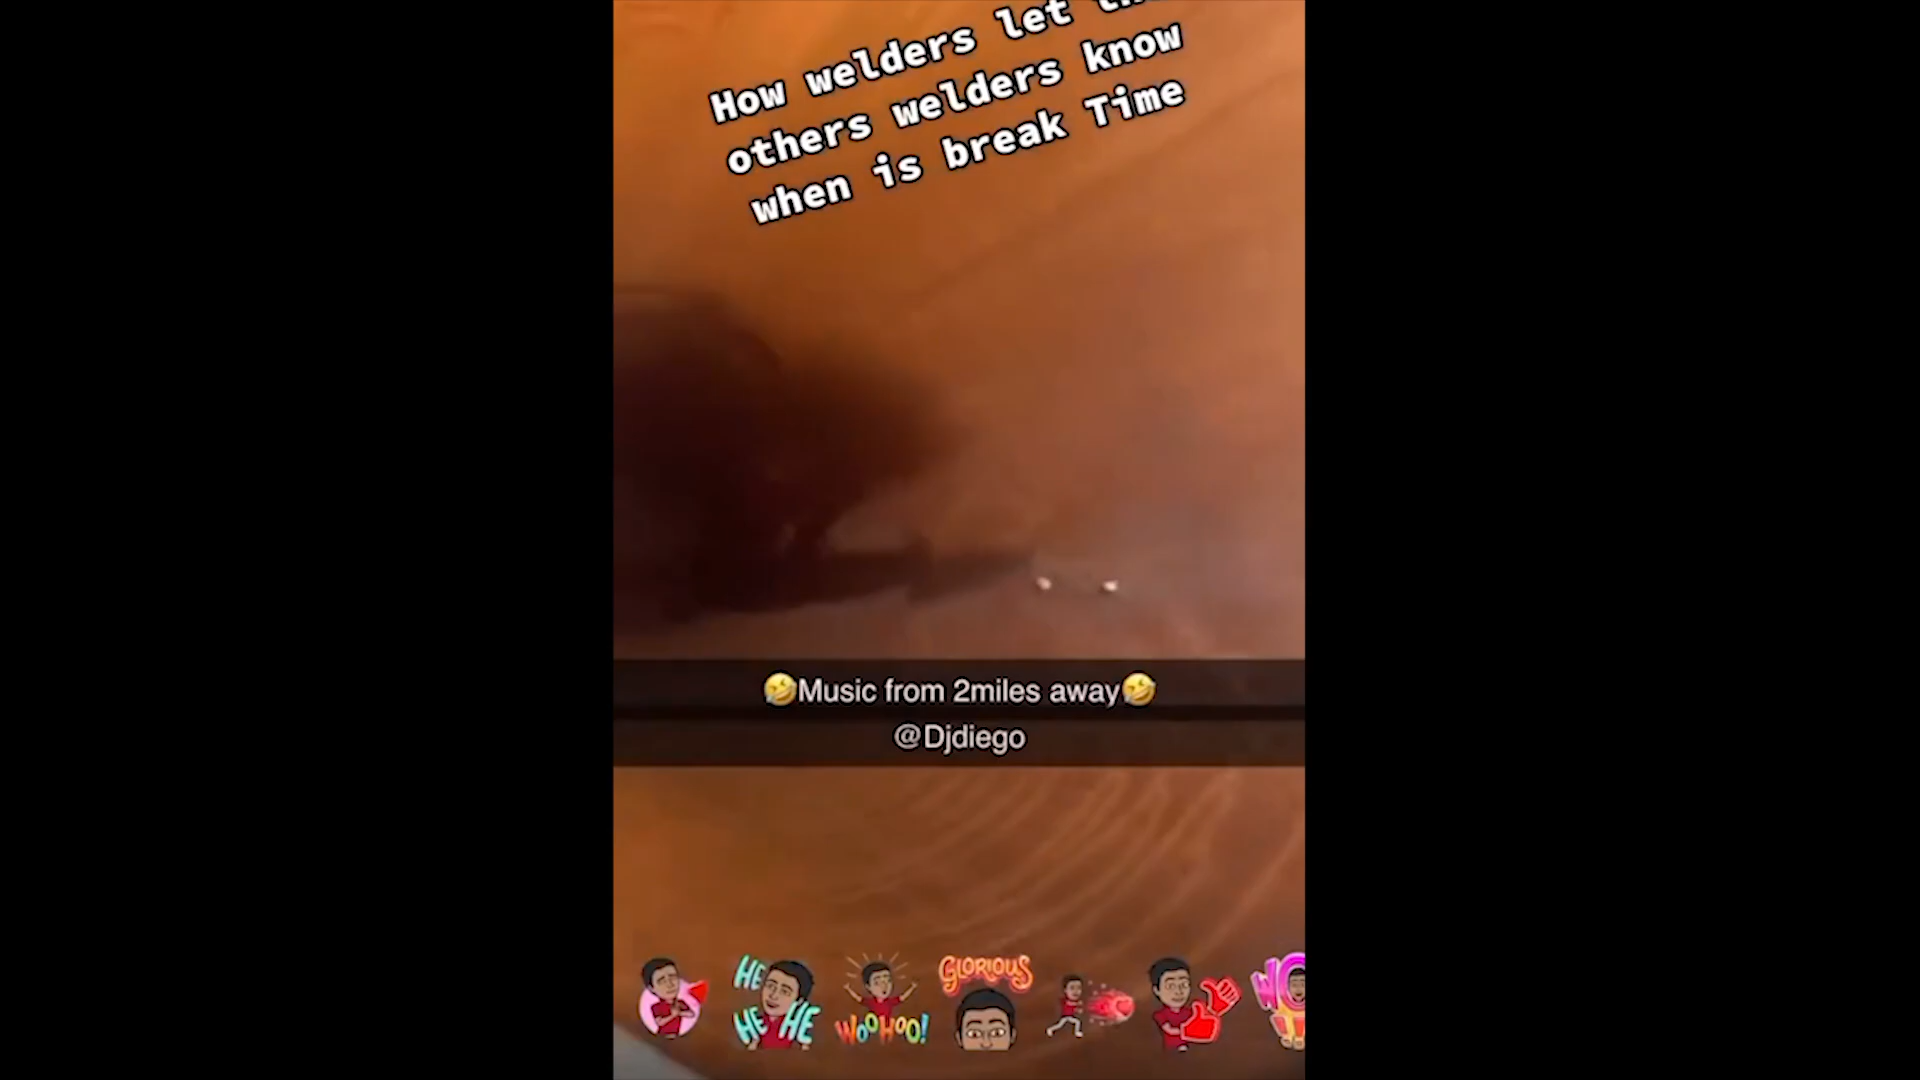 How welders let
others welders know
when is break Time
🤣Music from 2miles away🤣
@Djdiego
HE
HE HE
WOOHOO!
GLORIOUS